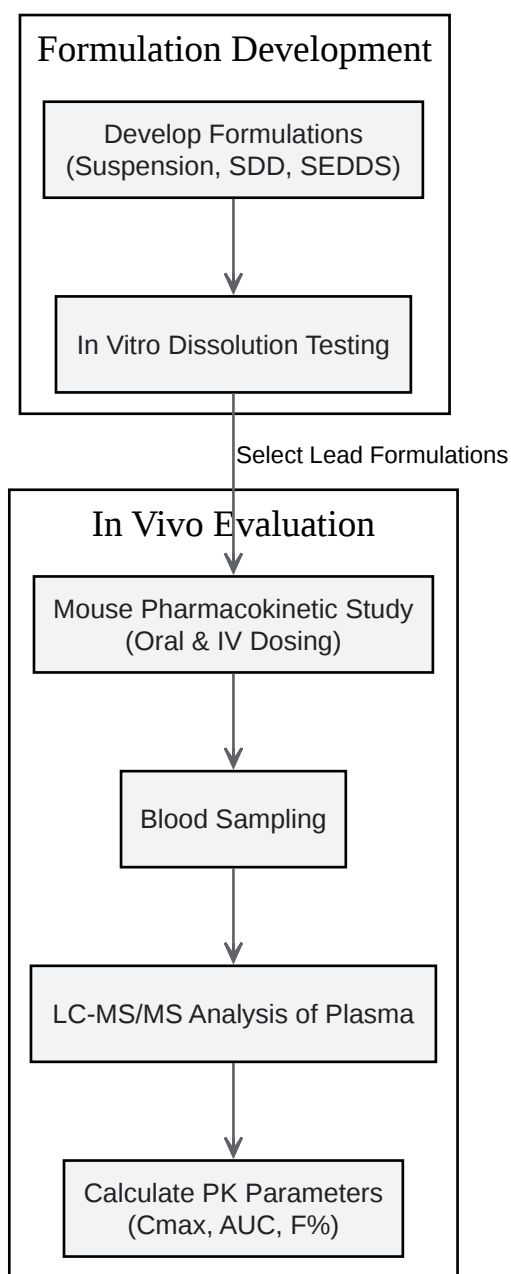 Formulation Development
Develop Formulations
(Suspension, SDD, SEDDS)
In Vitro Dissolution Testing
Select Lead Formulations
In Vivo Evaluation
Mouse Pharmacokinetic Study
(Oral & IV Dosing)
Blood Sampling
LC-MS/MS Analysis of Plasma
Calculate PK Parameters
(Cmax, AUC, F%)